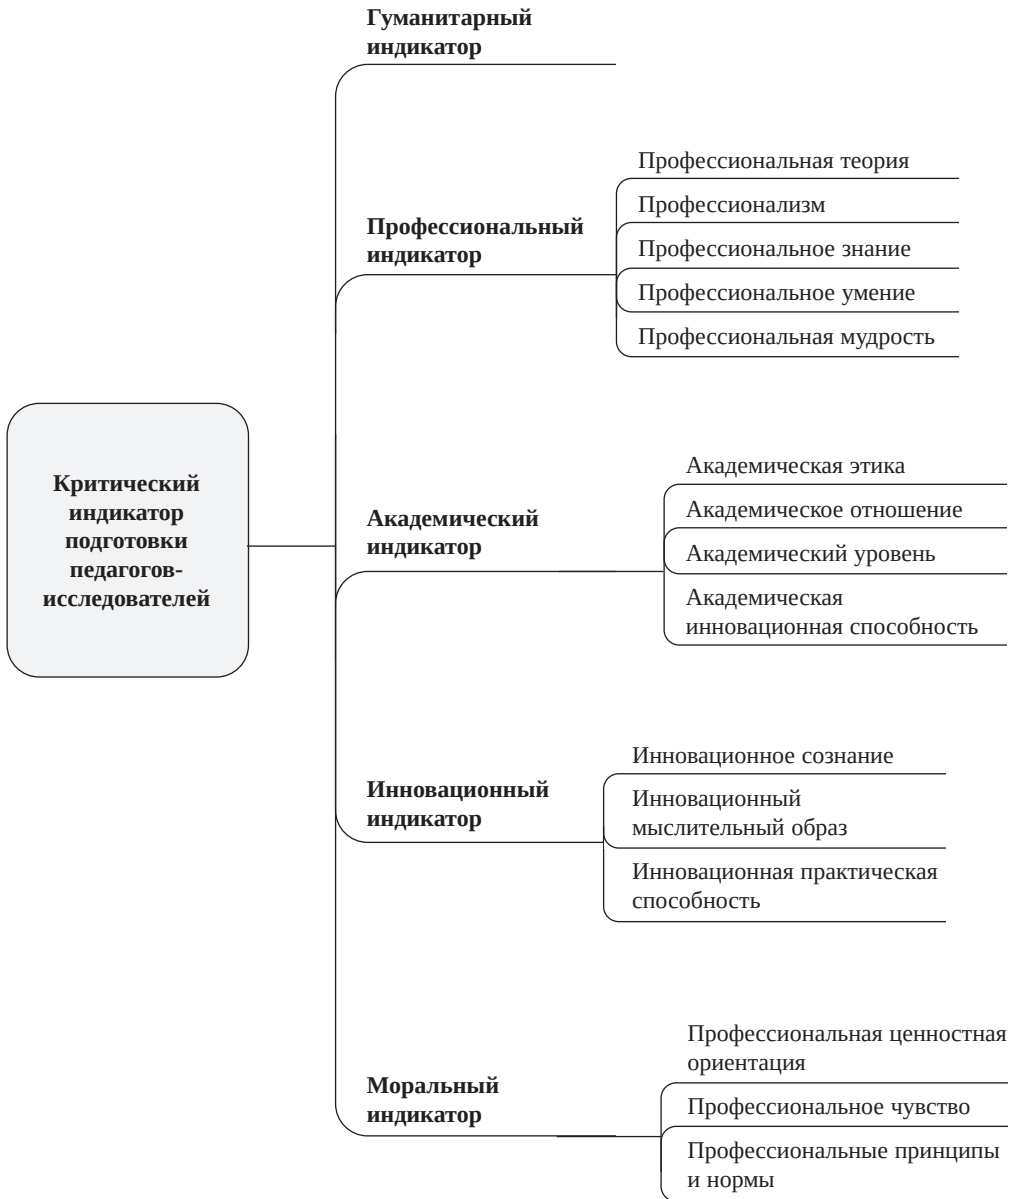 Гуманитарный
индикатор
Профессиональный
индикатор
Профессиональная теория
Профессионализм
Профессиональное знание
Профессиональное умение
Профессиональная мудрость
Критический
индикатор
подготовки
педагогов-
исследователей
Академический
индикатор
Академическая этика
Академическое отношение
Академический уровень
Академическая
инновационная способность
Инновационный
индикатор
Инновационное сознание
Инновационный
мыслительный образ
Инновационная практическая
способность
Моральный
индикатор
Профессиональная ценностная
ориентация
Профессиональное чувство
Профессиональные принципы
и нормы